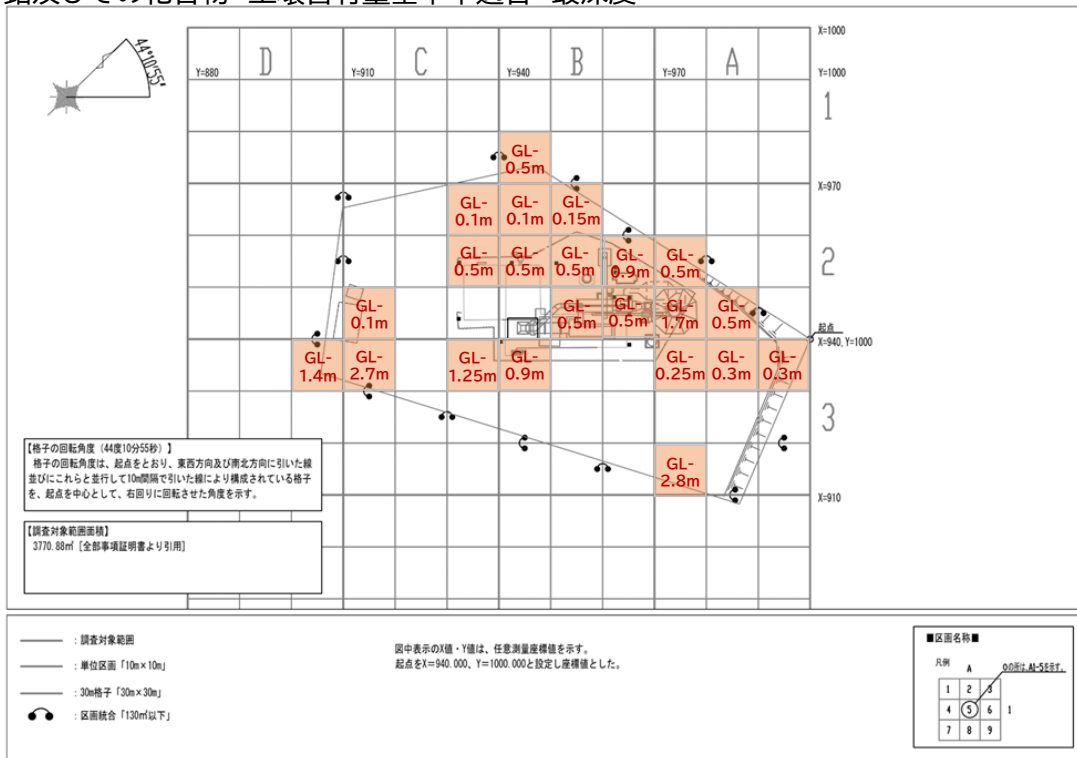 鉛及びその化合物 土壌含有量基準不適合 最深度
44°10'55"
Y=880
D
Y=910
C
Y=940
B
Y=970
A
X=1000
Y=1000
1
GL-
0.5m
X=970
GL-
0.1m
GL-
0.1m
GL-
0.15m
GL-
0.5m
GL-
0.5m
GL-
0.5m
GL-
0.9m
GL-
0.5m
2
GL-
0.1m
GL-
0.5m
GL-
0.5m
GL-
1.7m
GL-
0.5m
起点
X=940, Y=1000
GL-
1.4m
GL-
2.7m
GL-
1.25m
GL-
0.9m
GL-
0.25m
GL-
0.3m
GL-
0.3m
3
GL-
2.8m
X=910
【格子の回転角度（44度10分55秒）】
格子の回転角度は、起点をとおり、東西方向及び南北方向に引いた線
並びにこれらと並行して10m間隔で引いた線により構成されている格子
を、起点を中心として、右回りに回転させた角度を示す。
【調査対象範囲面積】
3770.88㎡［全部事項証明書より引用］
：調査対象範囲
：単位区画「10m×10m」
：30m格子「30m×30m」
：区画統合「130㎡以下」
図中表示のX値・Y値は、任意測量座標値を示す。
起点をX=940.000、Y=1000.000と設定し座標値とした。
■区画名称■
凡例
A
○の所は、A1-5を示す。
1 2 3
4 5 6 1
7 8 9